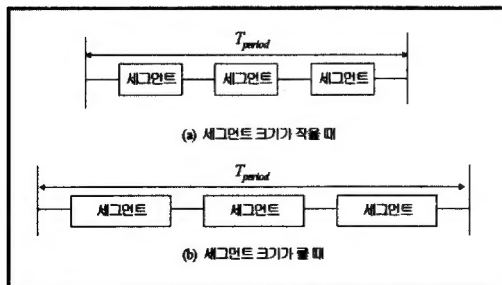 T_period
세그먼트 세그먼트 세그먼트
(a) 세그먼트 크기가 작을 때
T_period
세그먼트 세그먼트 세그먼트
(b) 세그먼트 크기가 클 때